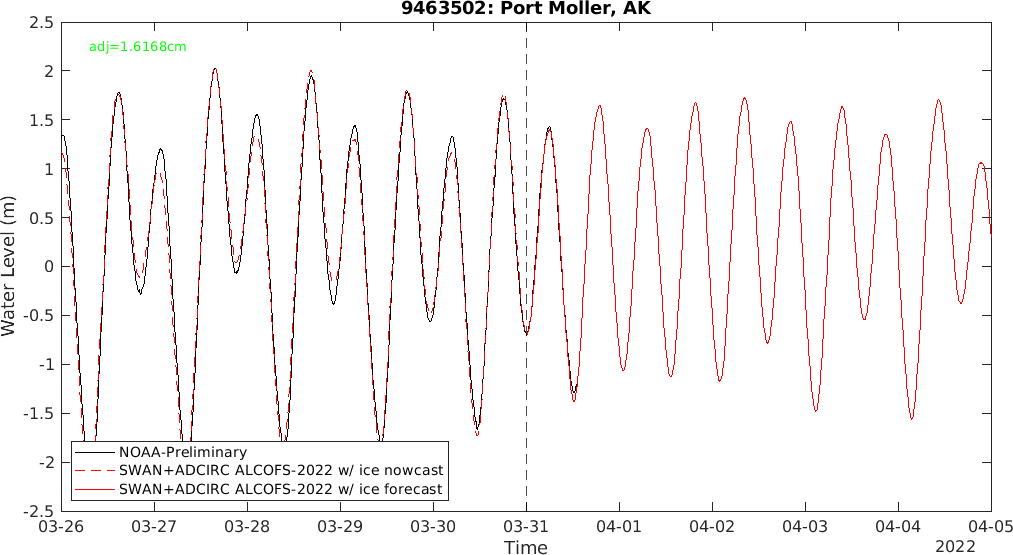 9463502: Port Moller, AK
adj=1.6168cm
Water Level (m)
2.5
2
1.5
1
0.5
0
-0.5
-1
-1.5
-2
-2.5
NOAA-Preliminary
SWAN+ADCIRC ALCOFS-2022 w/ ice nowcast
SWAN+ADCIRC ALCOFS-2022 w/ ice forecast
03-26 03-27 03-28 03-29 03-30 03-31 04-01 04-02 04-03 04-04 04-05
Time
2022